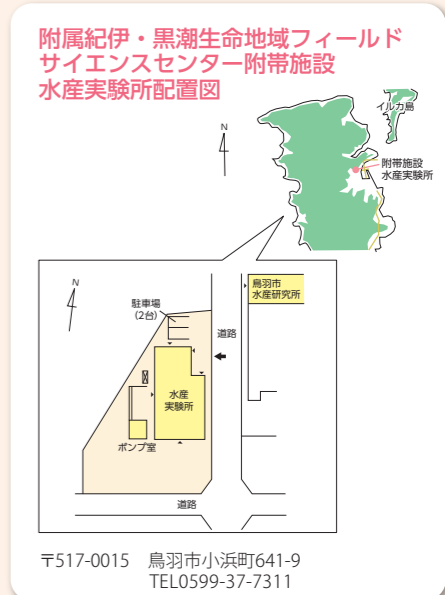 附属紀伊・黒潮生命地域フィールド
サイエンスセンター附帯施設
水産実験所配置図
イルカ島
N
附帯施設
水産実験所
N
鳥羽市
水産研究所
駐車場
(2台)
道路
水産
実験所
ポンプ室
道路
〒517-0015 鳥羽市小浜町641-9
TEL0599-37-7311